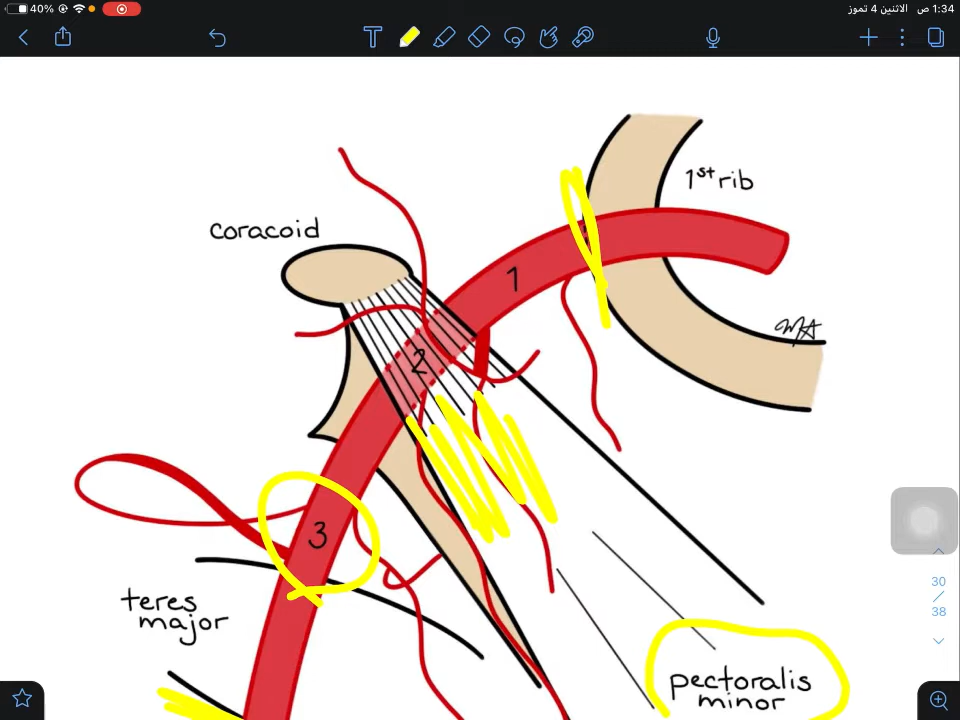 40%
الاثنين 4 تموز
1:34 ص
T
1st rib
coracoid
1
2
3
teres
major
pectoralis
minor
30
/
38